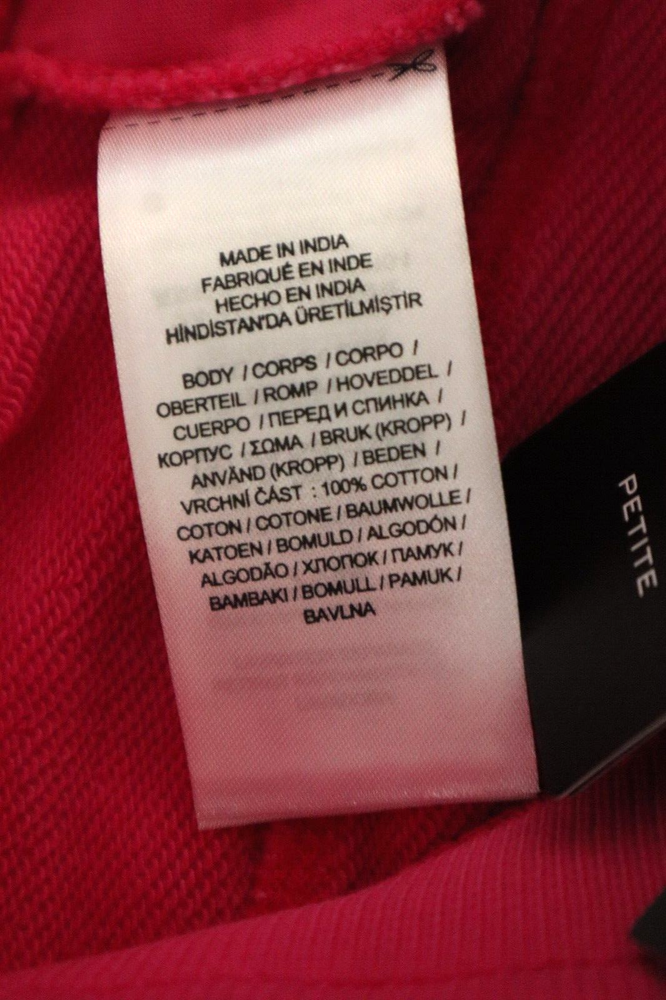 MADE IN INDIA
FABRIQUÉ EN INDE
HECHO EN INDIA
HİNDİSTAN'DA ÜRETİLMİŞTİR
BODY / CORPS / CORPO /
OBERTEIL / ROMP / HOVEDDEL /
CUERPO / ПЕРЕД И СПИНКА /
КОРПУС / ΣΩΜΑ / BRUK (KROPP) /
ANVÄND (KROPP) / BEDEN /
VRCHNÍ ČÁST : 100% COTTON /
COTON / COTONE / BAUMWOLLE /
KATOEN / BOMULD / ALGODÓN /
ALGODÃO / ХЛОПОК / ПАМУК /
BAMBAKI / BOMULL / PAMUK /
BAVLNA
PETITE